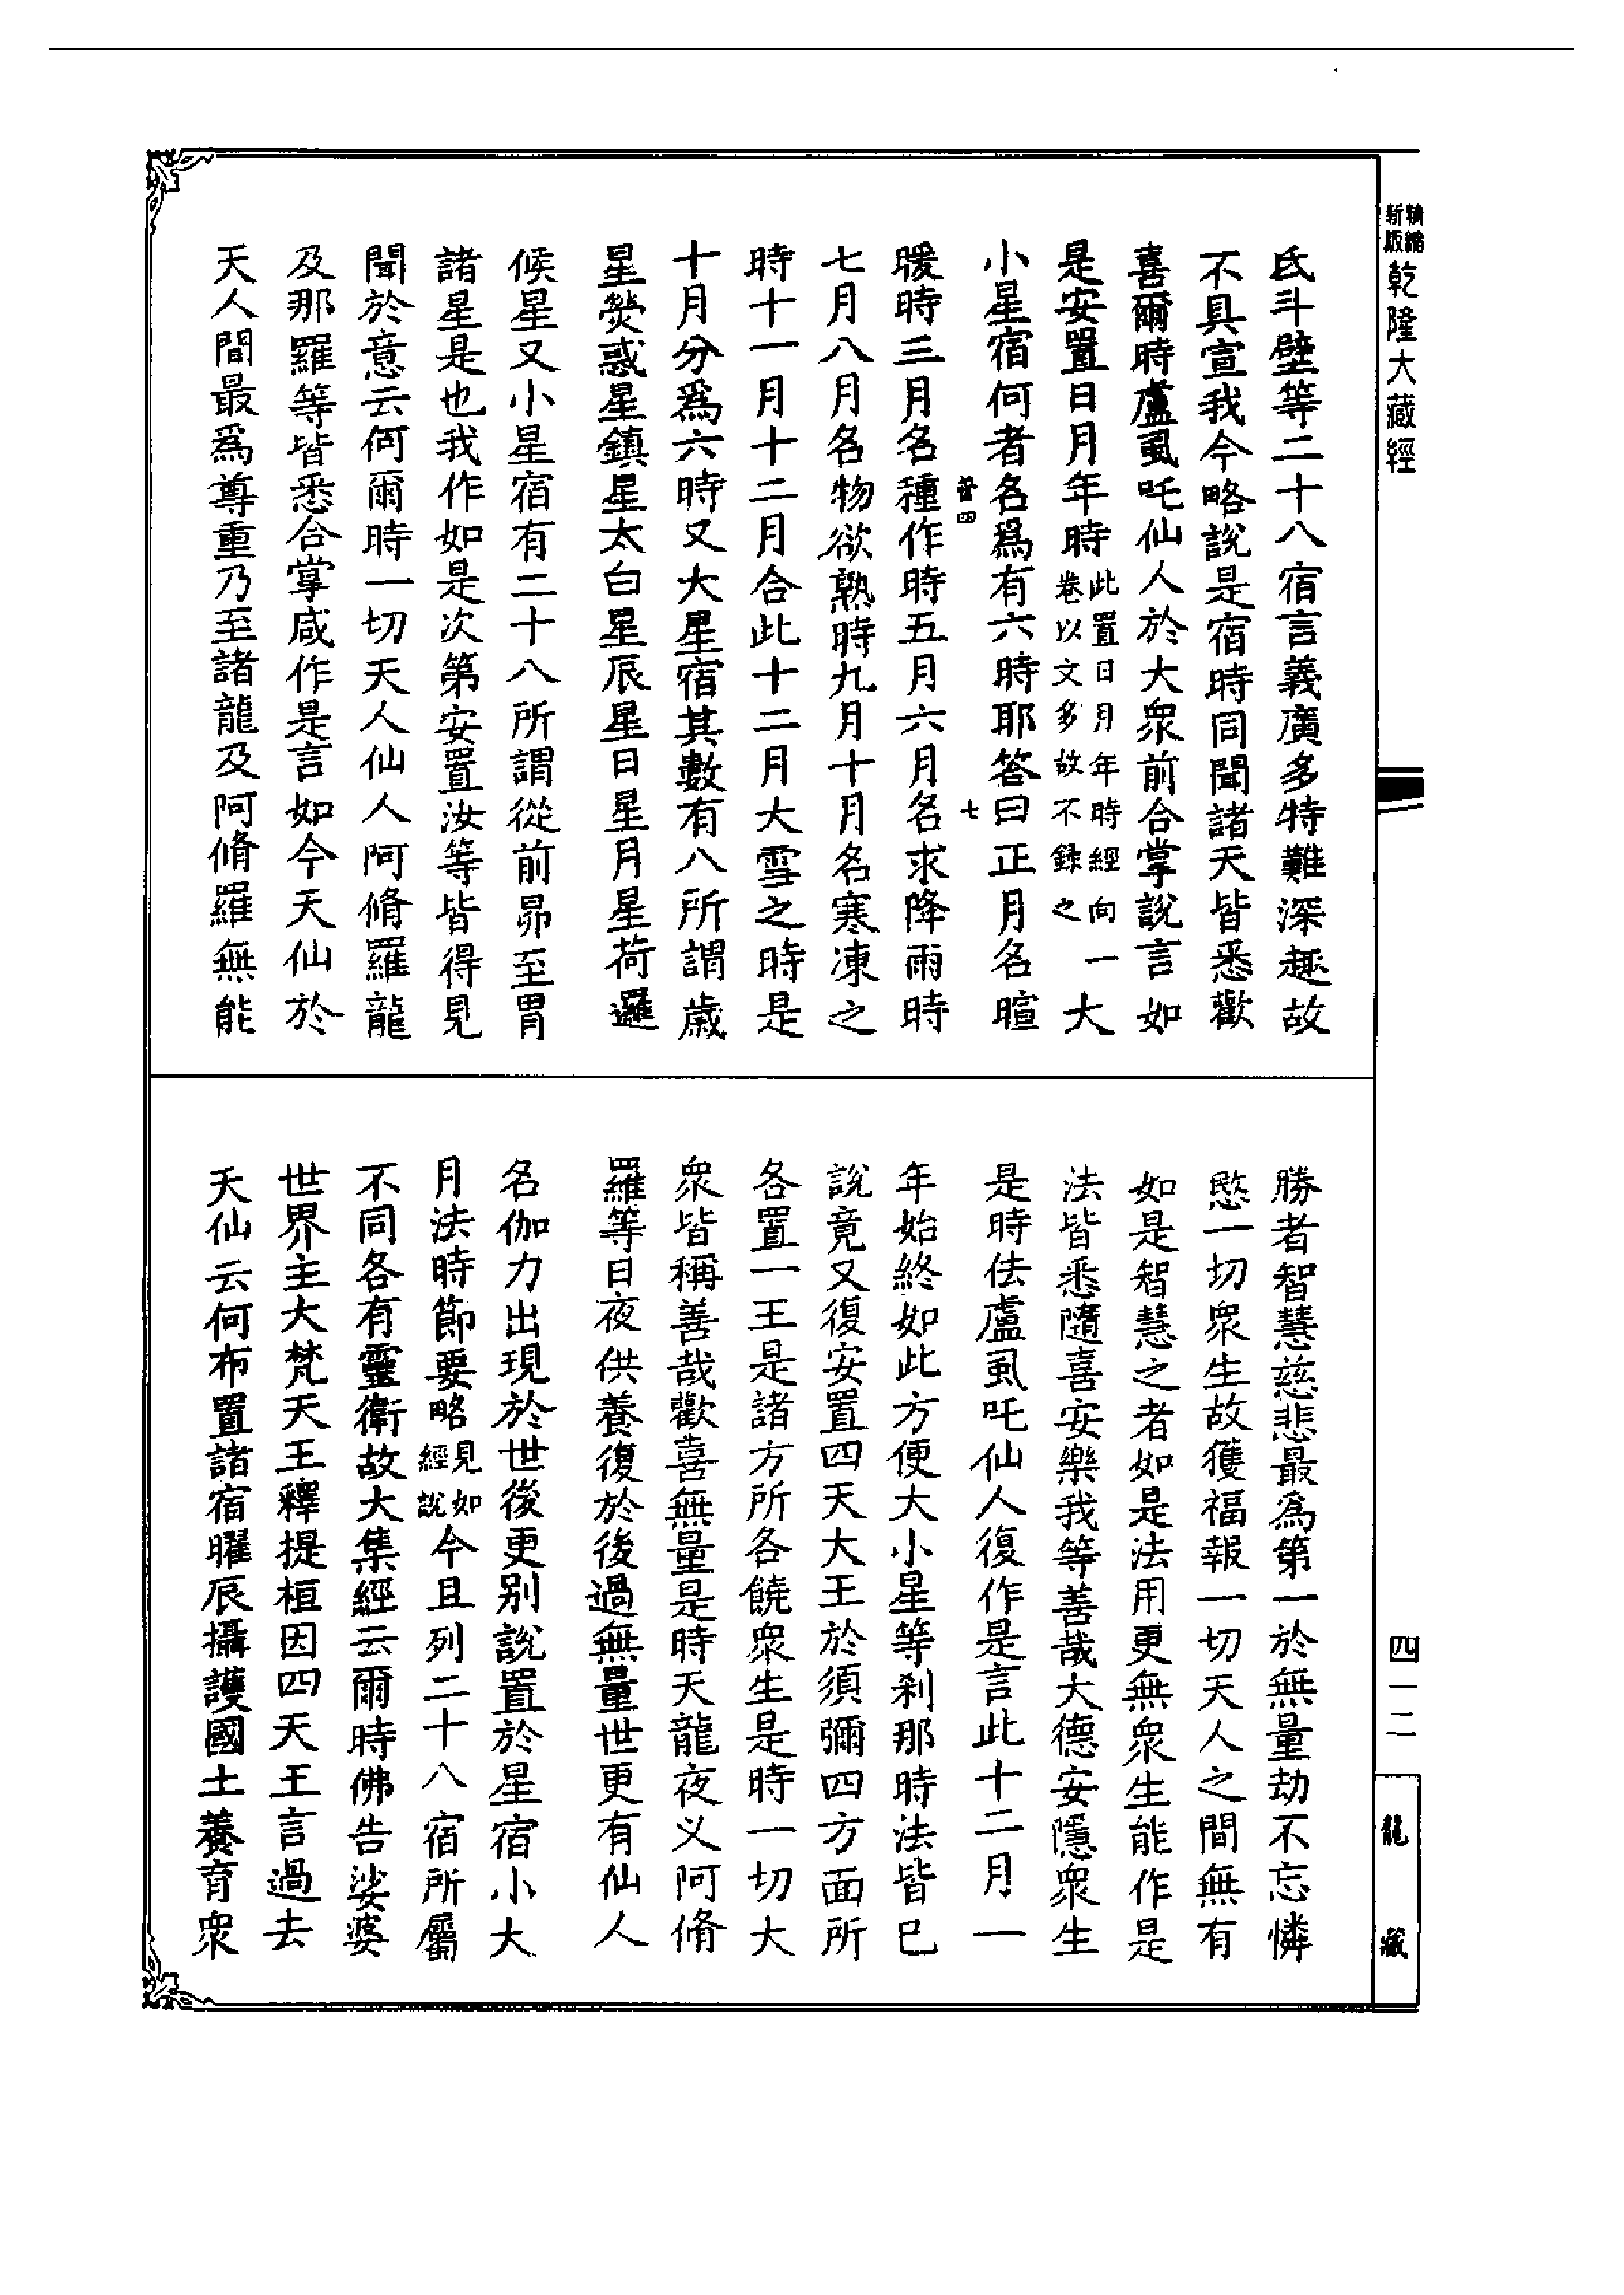 精縮新版乾隆大藏經
氐斗壁等二十八宿言義廣多特難深趣故
不具宣我今略說是宿時同聞諸天皆悉歡
喜爾時盧虱吒仙人於大衆前合掌說言如
是安置日月年時此置日月年時經向一卷以文多故不錄之大
小星宿何者名爲有六時耶答曰正月名暄
營四 七
暖時三月名種作時五月六月名求降雨時
七月八月名物欲熟時九月十月名寒凍之
時十一月十二月合此十二月大雪之時是
十月分爲六時又大星宿其數有八所謂歲
星熒惑星鎮星太白星辰星日星月星荷邏
候星又小星宿有二十八所謂從前昴至胃
諸星是也我作如是次第安置汝等皆得見
聞於意云何爾時一切天人仙人阿脩羅龍
及那羅等皆悉合掌咸作是言如今天仙於
天人間最爲尊重乃至諸龍及阿脩羅無能
勝者智慧慈悲最爲第一於無量劫不忘憐
愍一切衆生故獲福報一切天人之間無有
如是智慧之者如是法用更無衆生能作是
法皆悉隨喜安樂我等善哉大德安隱衆生
是時佉盧虱吒仙人復作是言此十二月一
年始終如此方便大小星等刹那時法皆已
說竟又復安置四天大王於須彌四方面所
各置一王是諸方所各饒衆生是時一切大
衆皆稱善哉歡喜無量是時天龍夜叉阿脩
羅等日夜供養復於後過無量世更有仙人
名伽力出現於世後更別說置於星宿小大
月法時節要略見如經說今且列二十八宿所屬
不同各有靈衛故大集經云爾時佛告娑婆
世界主大梵天王釋提桓因四天王言過去
天仙云何布置諸宿曜辰攝護國土養育衆
四一二
龍藏